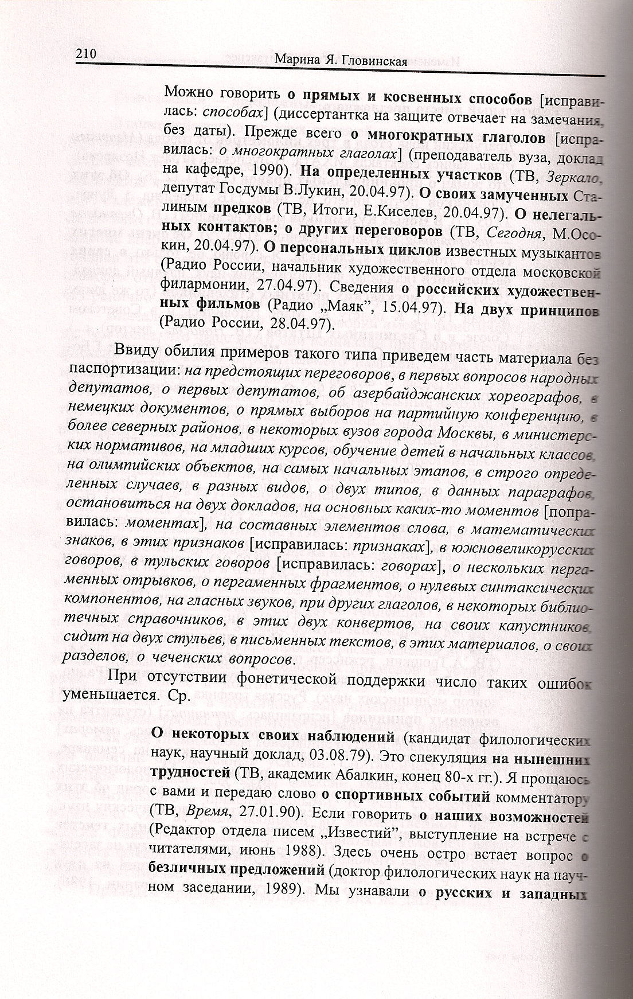 210
Марина Я. Гловинская
Можно говорить о прямых и косвенных способов [исправи-
лась: способах] (диссертантка на защите отвечает на замечания,
без даты). Прежде всего о многократных глаголов [испра-
вилась: о многократных глаголах] (преподаватель вуза, доклад
на кафедре, 1990). На определенных участков (ТВ, Зеркало,
депутат Госдумы В.Лукин, 20.04.97). О своих замученных Ста-
линым предков (ТВ, Итоги, Е.Киселев, 20.04.97). О нелегаль-
ных контактов; о других переговоров (ТВ, Сегодня, М.Осо-
кин, 20.04.97). О персональных циклов известных музыкантов
(Радио России, начальник художественного отдела московской
филармонии, 27.04.97). Сведения о российских художествен-
ных фильмов (Радио „Маяк”, 15.04.97). На двух принципов
(Радио России, 28.04.97).
Ввиду обилия примеров такого типа приведем часть материала без
паспортизации: на предстоящих переговоров, в первых вопросов народных
депутатов, о первых депутатов, об азербайджанских хореографов, в
немецких документов, о прямых выборов на партийную конференцию, в
более северных районов, в некоторых вузов города Москвы, в министерс-
ких нормативов, на младших курсов, обучение детей в начальных классов,
на олимпийских объектов, на самых начальных этапов, в строго опреде-
ленных случаев, в разных видов, о двух типов, в данных параграфов,
остановиться на двух докладов, на основных каких-то моментов [попра-
вилась: моментах], на составных элементов слова, в математических
знаков, в этих признаков [исправилась: признаках], в южновеликорусских
говоров, в тульских говоров [исправилась: говорах], о нескольких перга-
менных отрывков, о пергаменных фрагментов, о нулевых синтаксических
компонентов, на гласных звуков, при других глаголов, в некоторых библио-
течных справочников, в этих двух конвертов, на своих капустников,
сидит на двух стульев, в письменных текстов, в этих материалов, о своих
разделов, о чеченских вопросов.
При отсутствии фонетической поддержки число таких ошибок
уменьшается. Ср.
О некоторых своих наблюдений (кандидат филологических
наук, научный доклад, 03.08.79). Это спекуляция на нынешних
трудностей (ТВ, академик Абалкин, конец 80-х гг.). Я прощаюсь
с вами и передаю слово о спортивных событий комментатору
(ТВ, Время, 27.01.90). Если говорить о наших возможностей
(Редактор отдела писем „Известий”, выступление на встрече с
читателями, июнь 1988). Здесь очень остро встает вопрос о
безличных предложений (доктор филологических наук на науч-
ном заседании, 1989). Мы узнавали о русских и западных